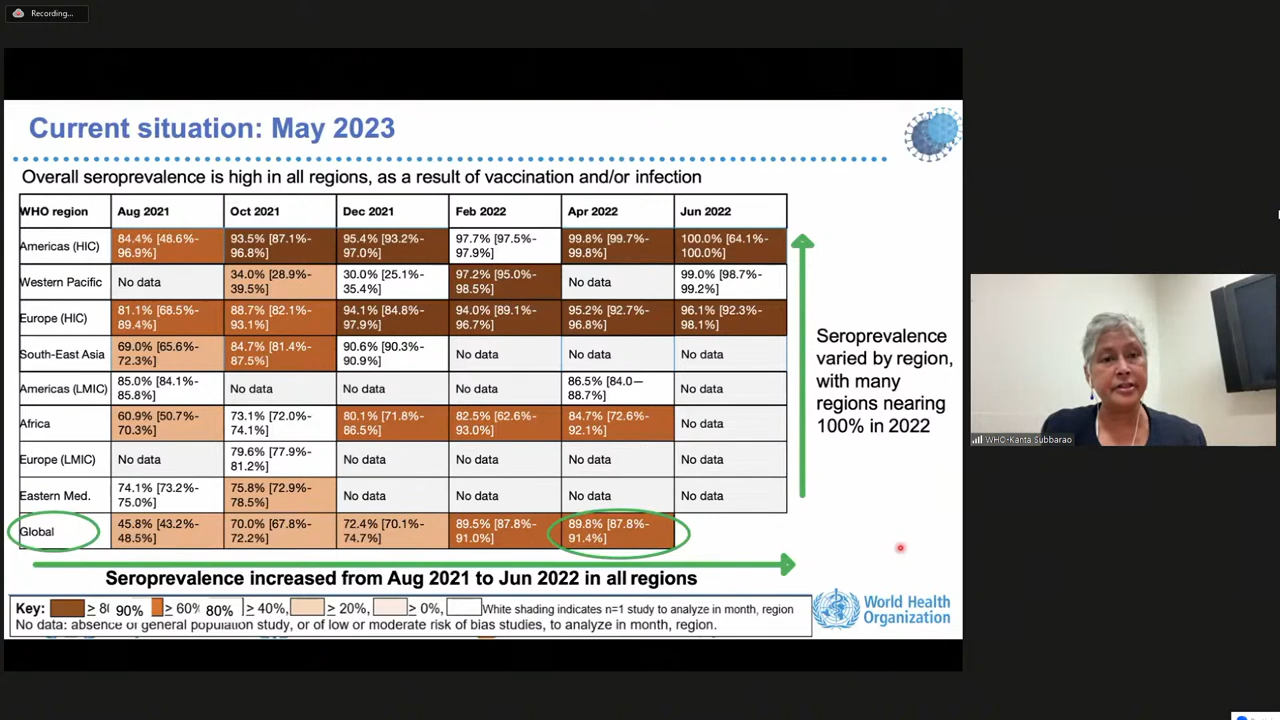 Recording...
Current situation: May 2023
Overall seroprevalence is high in all regions, as a result of vaccination and/or infection
WHO region Aug 2021 Oct 2021 Dec 2021 Feb 2022 Apr 2022 Jun 2022
Americas (HIC) 84.4% [48.6%-96.9%] 93.5% [87.1%-96.8%] 95.4% [93.2%-97.0%] 97.7% [97.5%-97.9%] 99.8% [99.7%-99.8%] 100.0% [64.1%-100.0%]
Western Pacific No data 34.0% [28.9%-39.5%] 30.0% [25.1%-35.4%] 97.2% [95.0%-98.5%] No data 99.0% [98.7%-99.2%]
Europe (HIC) 81.1% [68.5%-89.4%] 88.7% [82.1%-93.1%] 94.1% [84.8%-97.9%] 94.0% [89.1%-96.7%] 95.2% [92.7%-96.8%] 96.1% [92.3%-98.1%]
South-East Asia 69.0% [65.6%-72.3%] 84.7% [81.4%-87.5%] 90.6% [90.3%-90.9%] No data No data No data
Americas (LMIC) 85.0% [84.1%-85.8%] No data No data No data 86.5% [84.0—88.7%] No data
Africa 60.9% [50.7%-70.3%] 73.1% [72.0%-74.1%] 80.1% [71.8%-86.5%] 82.5% [62.6%-93.0%] 84.7% [72.6%-92.1%] No data
Europe (LMIC) No data 79.6% [77.9%-81.2%] No data No data No data No data
Eastern Med. 74.1% [73.2%-75.0%] 75.8% [72.9%-78.5%] No data No data No data No data
Global 45.8% [43.2%-48.5%] 70.0% [67.8%-72.2%] 72.4% [70.1%-74.7%] 89.5% [87.8%-91.0%] 89.8% [87.8%-91.4%]
Seroprevalence
varied by region,
with many
regions nearing
100% in 2022
Seroprevalence increased from Aug 2021 to Jun 2022 in all regions
Key: ≥ 90% ≥ 60% 80% ≥ 40%, ≥ 20%, ≥ 0%, White shading indicates n=1 study to analyze in month, region
No data: absence of general population study, or of low or moderate risk of bias studies, to analyze in month, region.
World Health
Organization
WHO-Kanta Subbarao